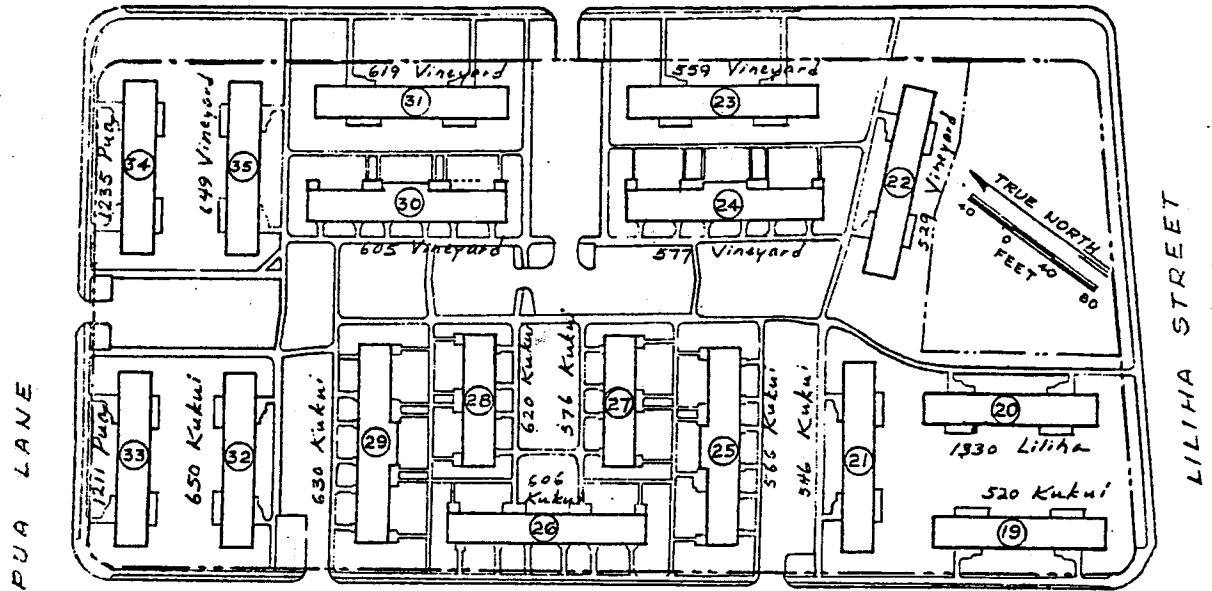 619 Vineyard
559 Vineyard
31
23
1235 Pua
34
649 Vineyard
35
30
24
22
529 Vineyard
TRUE NORTH
40
0
40
80
FEET
605 Vineyard
577 Vineyard
LILIHA STREET
PUA LANE
1211 Pua
33
650 Kukui
32
630 Kukui
29
28
620 Kukui
576 Kukui
27
25
566 Kukui
546 Kukui
21
20
1330 Liliha
606
Kukui
26
520 Kukui
19